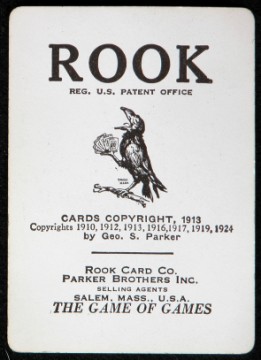 ROOK
REG. U.S. PATENT OFFICE
CARDS COPYRIGHT, 1913
Copyrights 1910, 1912, 1913, 1916,1917, 1919, 1924
by Geo. S. Parker
ROOK CARD CO.
PARKER BROTHERS INC.
SELLING AGENTS
SALEM, MASS., U.S.A.
THE GAME OF GAMES